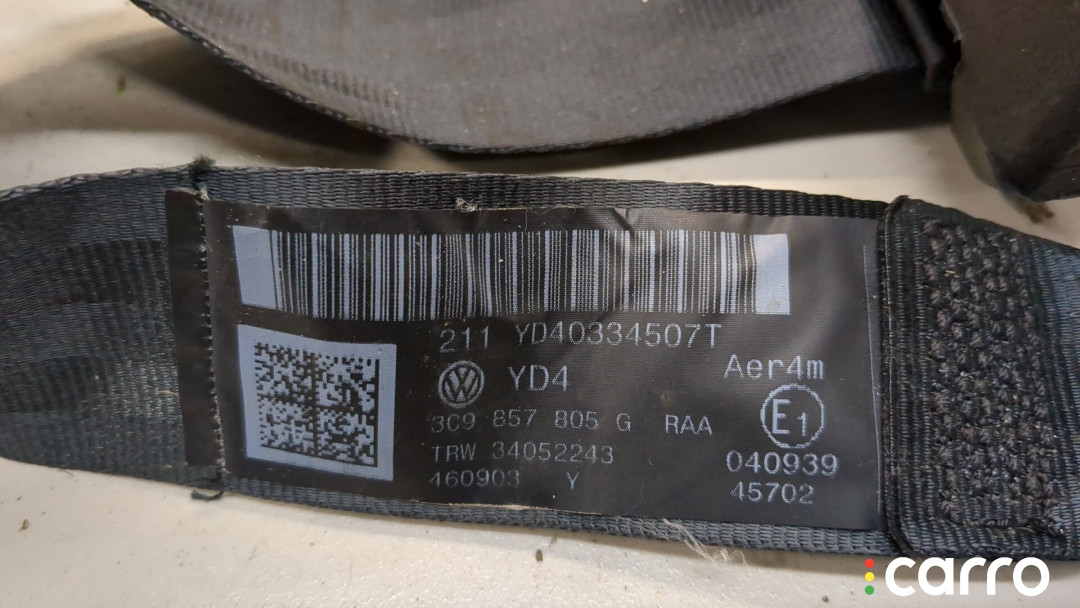 211 YD40334507T
YD4
Aer4m
3C9 857 805 G RAA
E1
TRW 34052243
040939
460903 Y
45702
carro